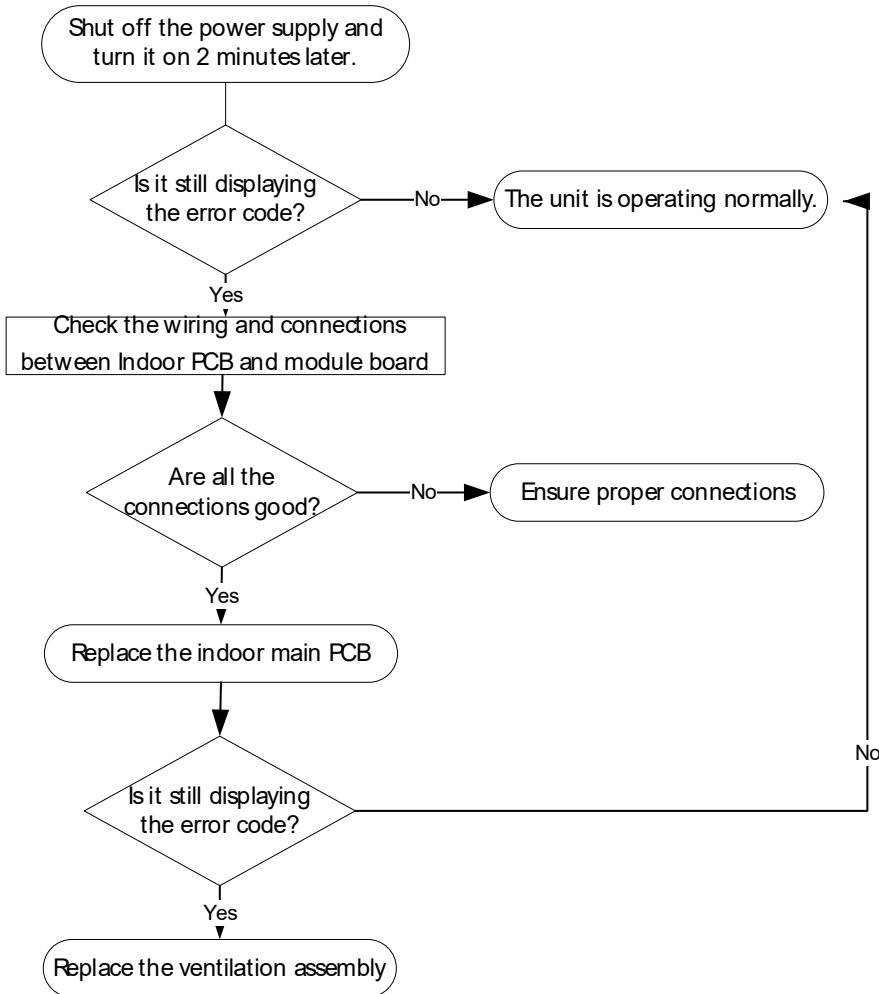 Shut off the power supply and
turn it on 2 minutes later.
Is it still displaying
the error code?
No
The unit is operating normally.
Yes
Check the wiring and connections
between Indoor PCB and module board
Are all the
connections good?
No
Ensure proper connections
Yes
Replace the indoor main PCB
No
Is it still displaying
the error code?
Yes
Replace the ventilation assembly